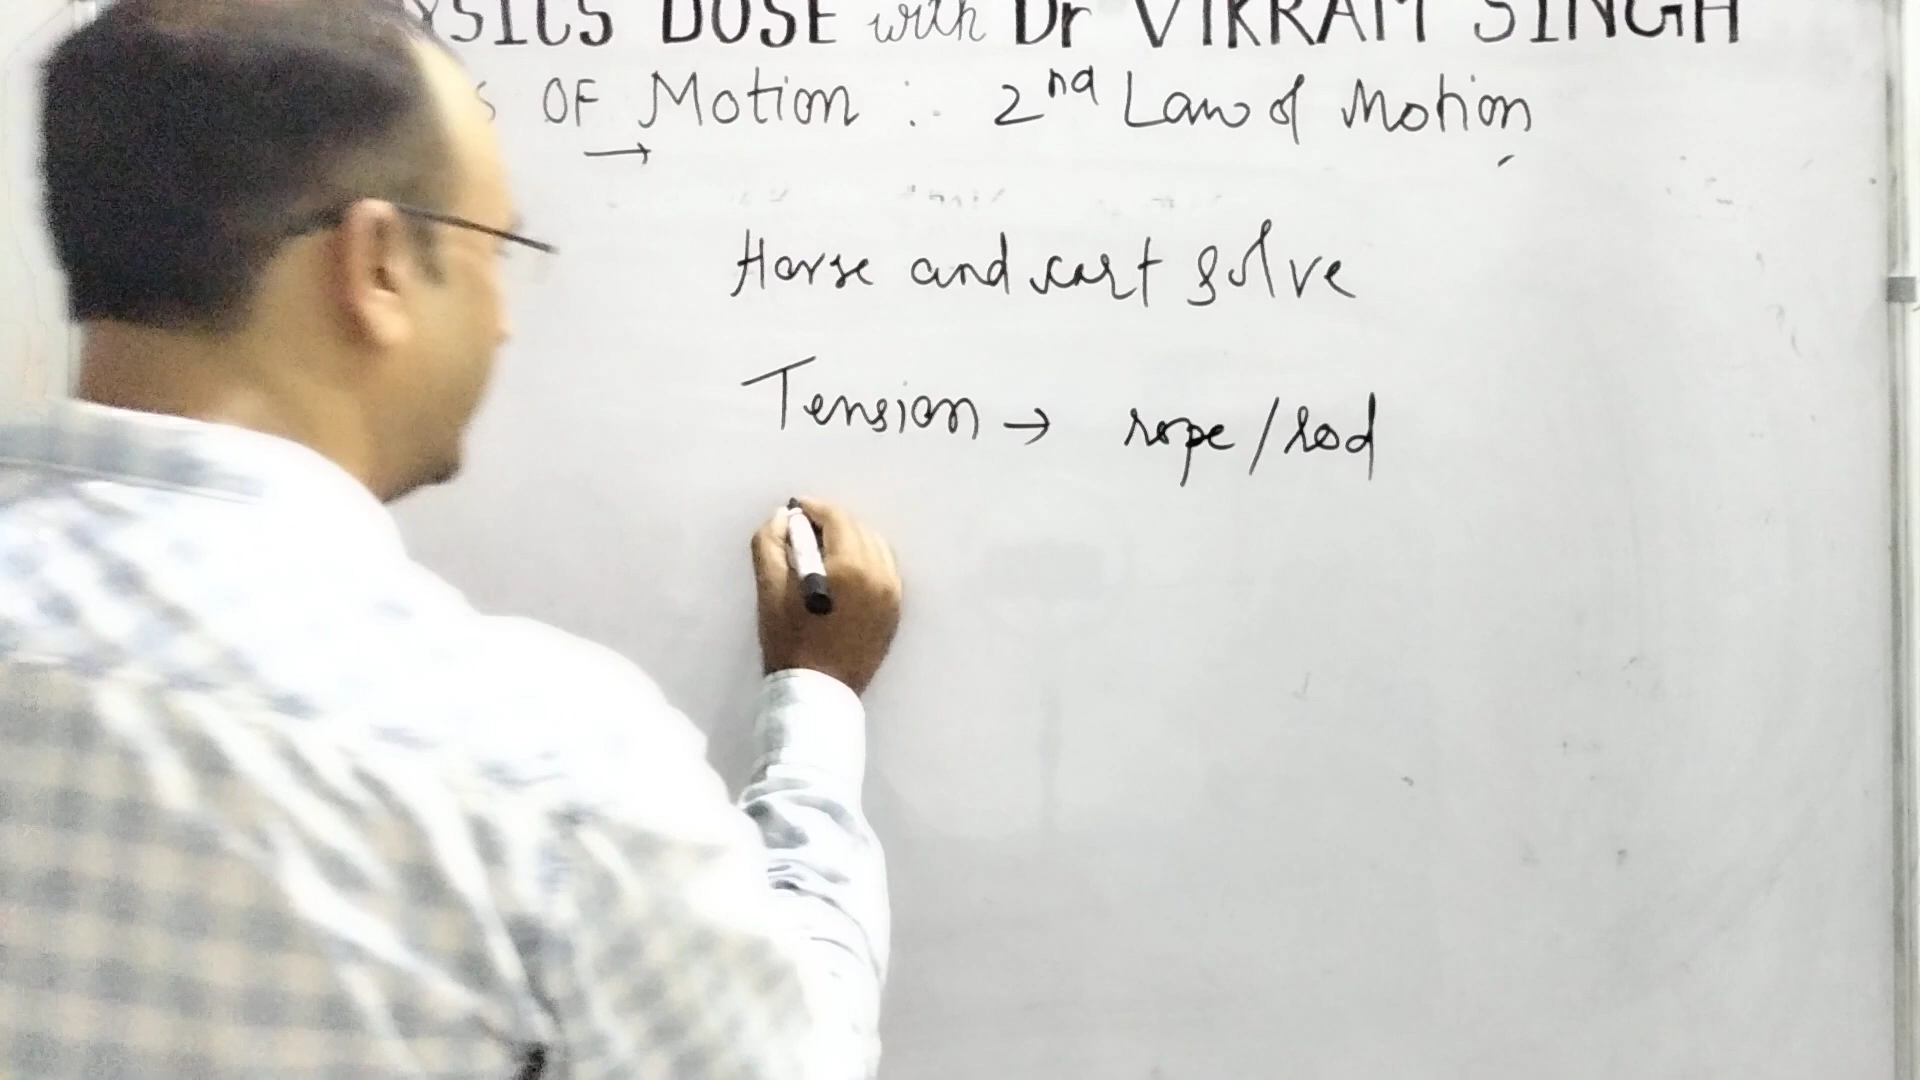 DOSE with Dr VIKRAM SINGH
OF Motion : 2nd Law of Motion
Horse and cart solve
Tension → rope/rod